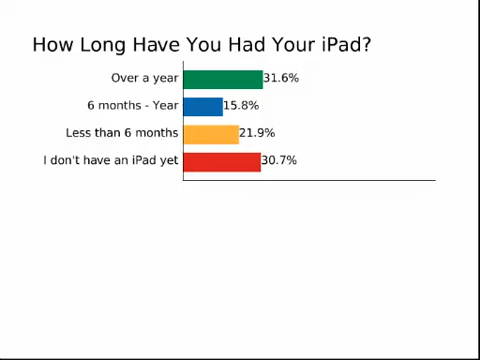 How Long Have You Had Your iPad?
Over a year 31.6%
6 months - Year 15.8%
Less than 6 months 21.9%
I don't have an iPad yet 30.7%